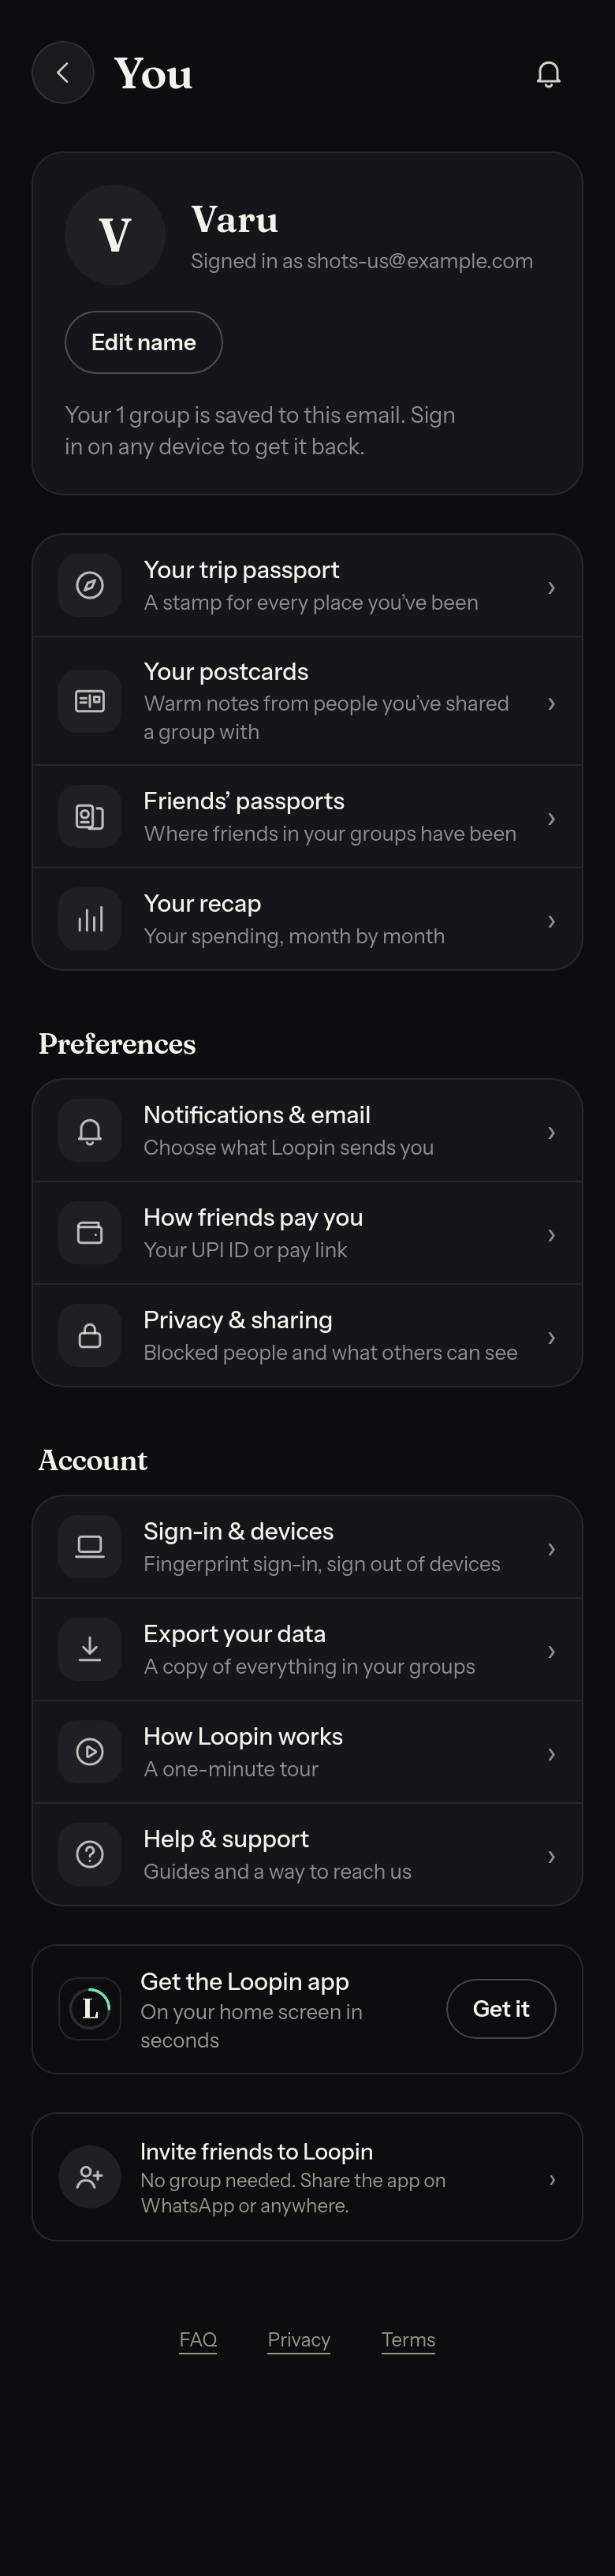 You
V
Varu
Signed in as shots-us@example.com
Edit name
Your 1 group is saved to this email. Sign
in on any device to get it back.
Your trip passport
A stamp for every place you’ve been
Your postcards
Warm notes from people you’ve shared
a group with
Friends’ passports
Where friends in your groups have been
Your recap
Your spending, month by month
Preferences
Notifications & email
Choose what Loopin sends you
How friends pay you
Your UPI ID or pay link
Privacy & sharing
Blocked people and what others can see
Account
Sign-in & devices
Fingerprint sign-in, sign out of devices
Export your data
A copy of everything in your groups
How Loopin works
A one-minute tour
Help & support
Guides and a way to reach us
L
Get the Loopin app
On your home screen in
seconds
Get it
Invite friends to Loopin
No group needed. Share the app on
WhatsApp or anywhere.
FAQ Privacy Terms